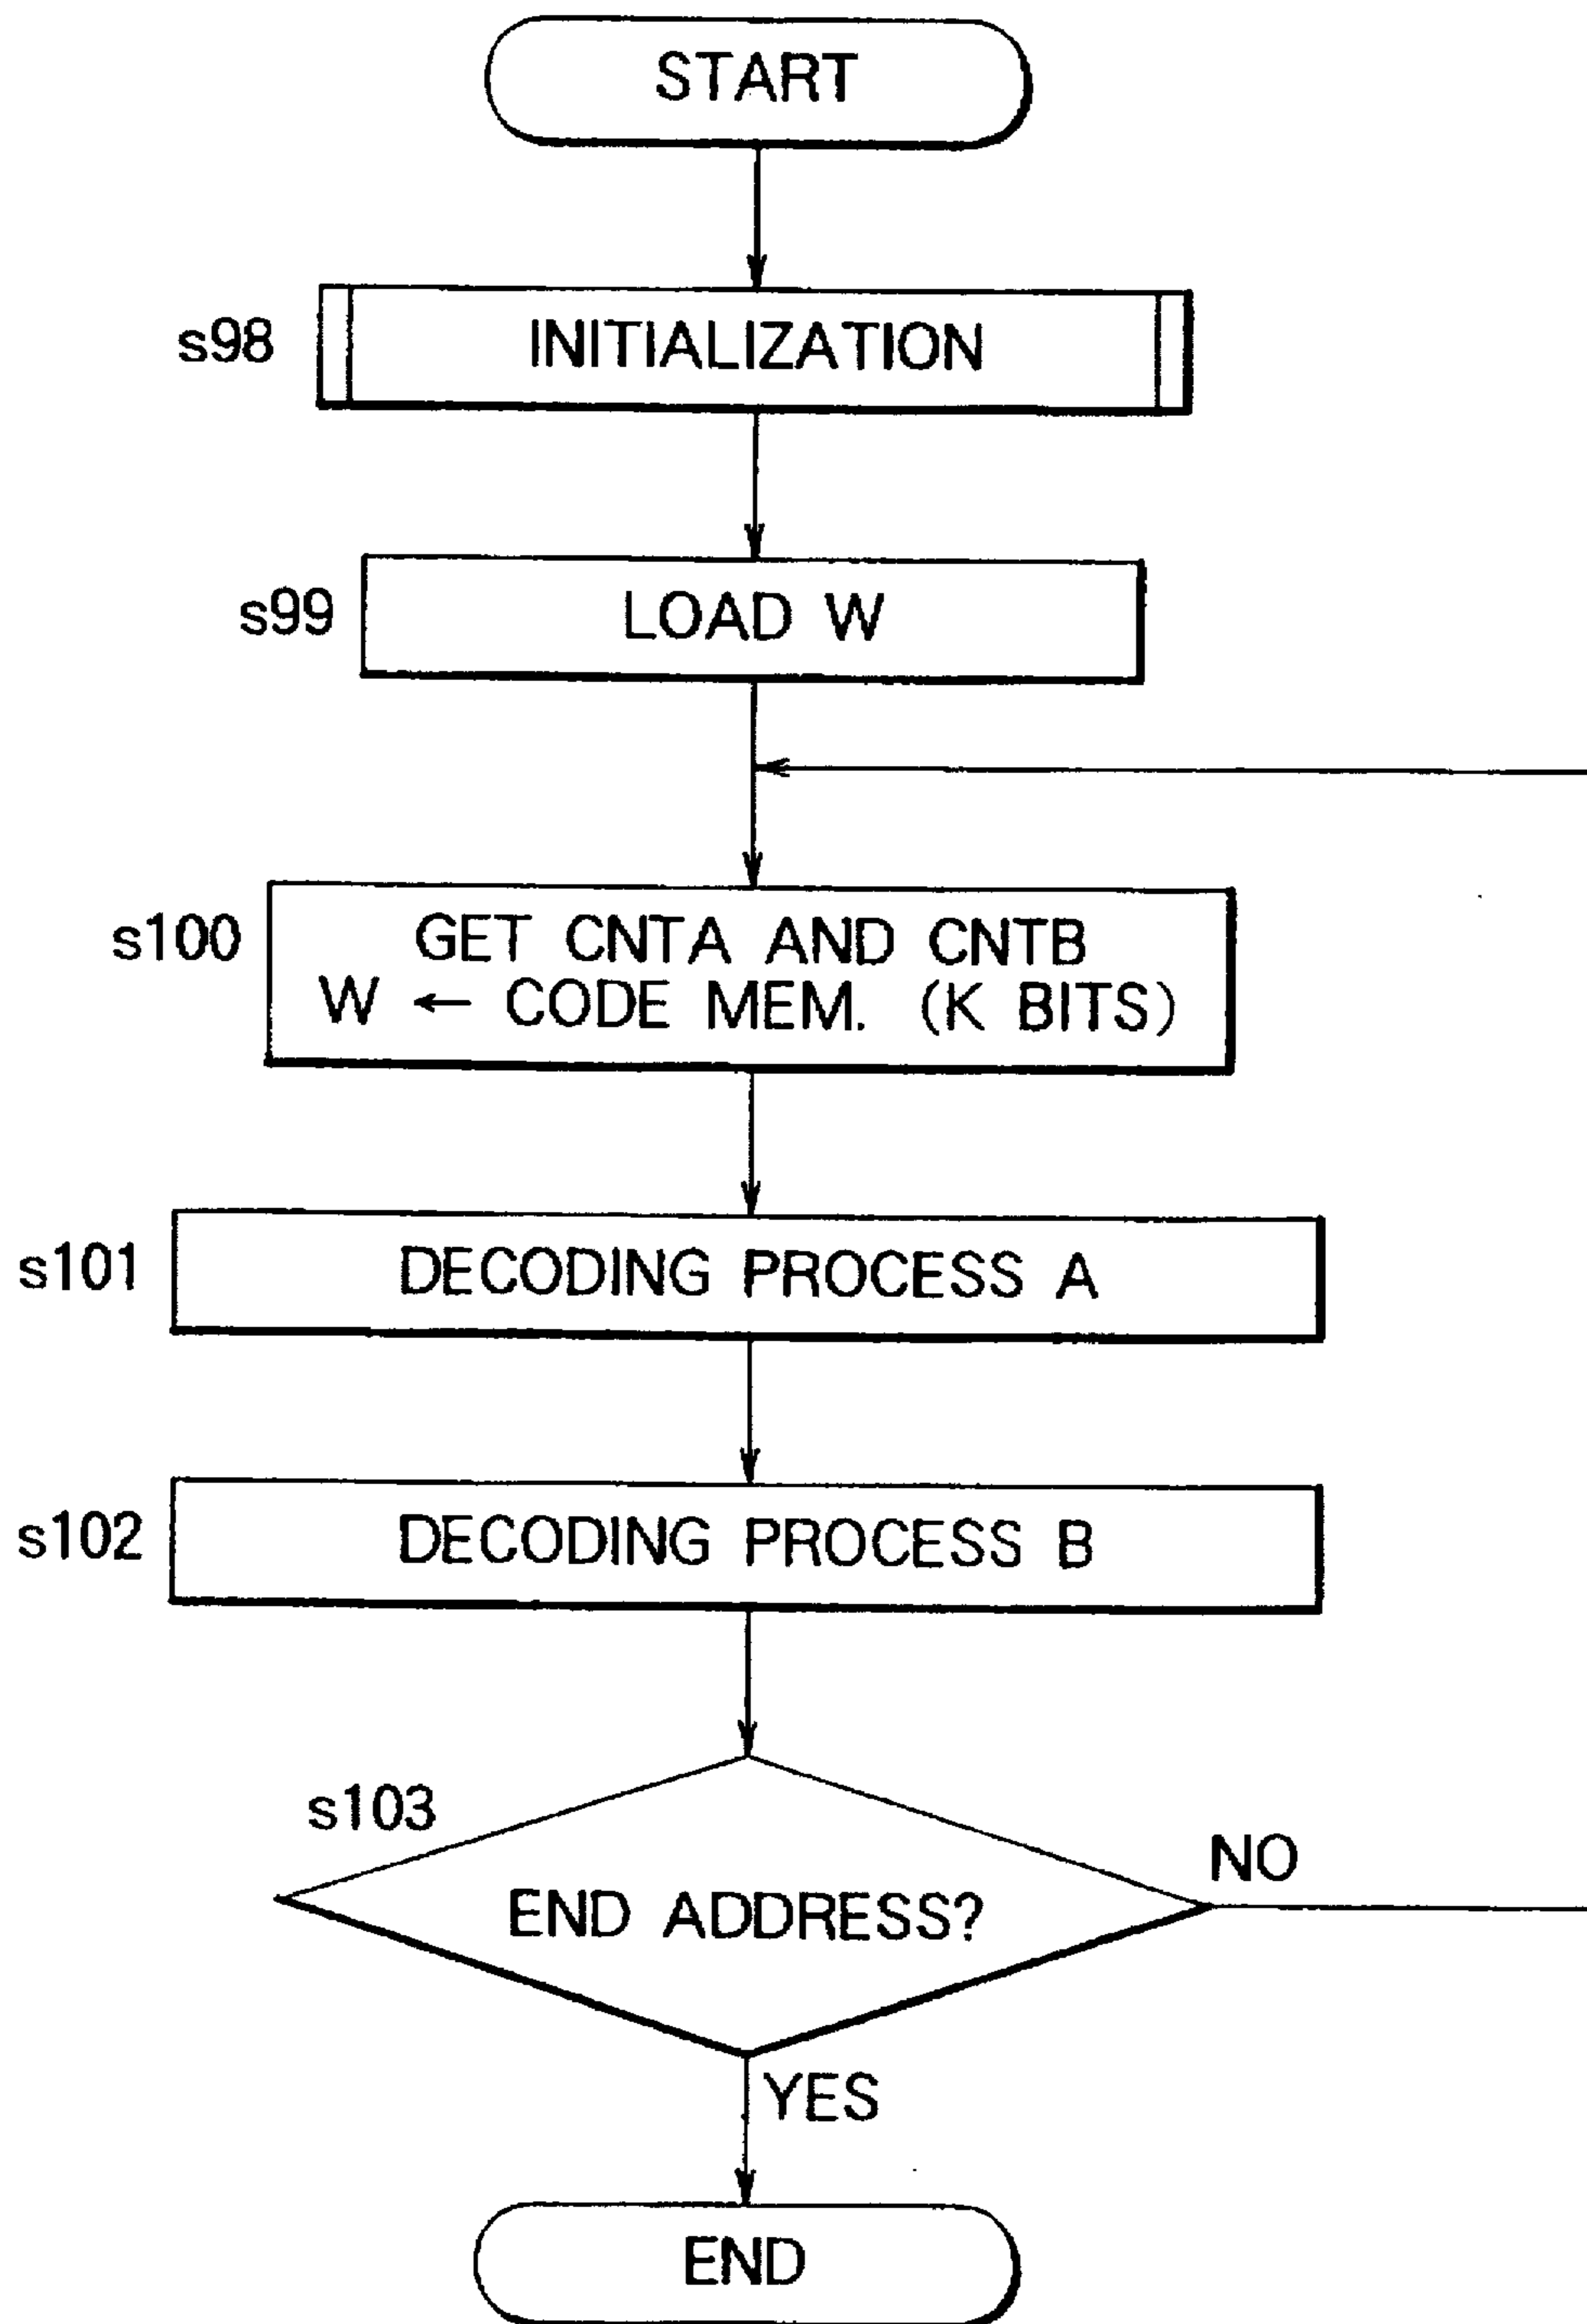 START
s98
INITIALIZATION
s99
LOAD W
s100
GET CNTA AND CNTB
W ← CODE MEM. (K BITS)
s101
DECODING PROCESS A
s102
DECODING PROCESS B
s103
NO
END ADDRESS?
YES
END